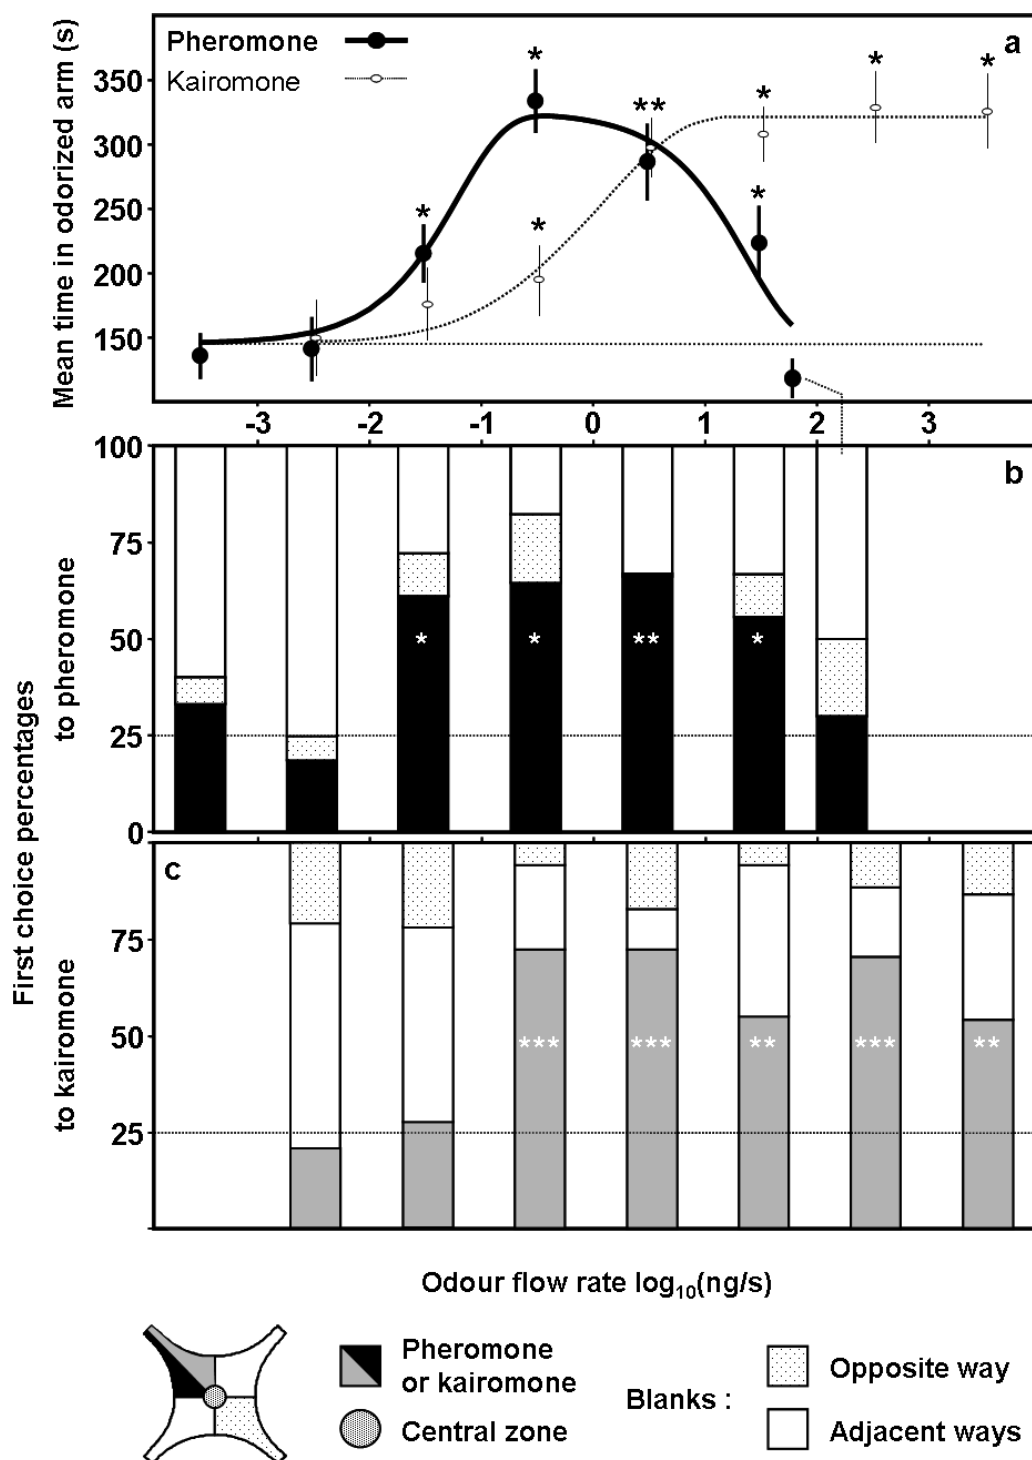 Mean time in odorized arm (s)
a
Pheromone
Kairomone
350
300
250
200
150
* * ** * * * * *
-3 -2 -1 0 1 2 3
b
100
75
50
25
0
* * ** *
First choice percentages
to pheromone
c
75
50
25
*** *** ** *** **
to kairomone
Odour flow rate log₁₀(ng/s)
Pheromone
or kairomone
Central zone
Blanks :
Opposite way
Adjacent ways